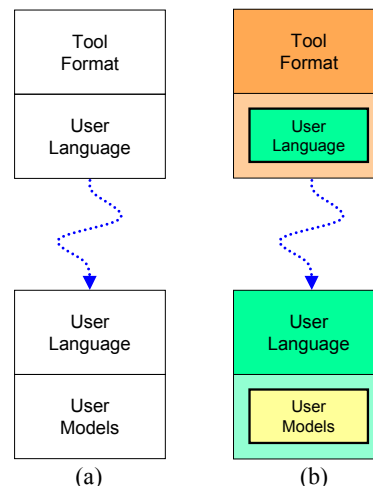 Tool
Format
User
Language
User
Language
User
Models
(a)
Tool
Format
User
Language
User
Language
User
Models
(b)